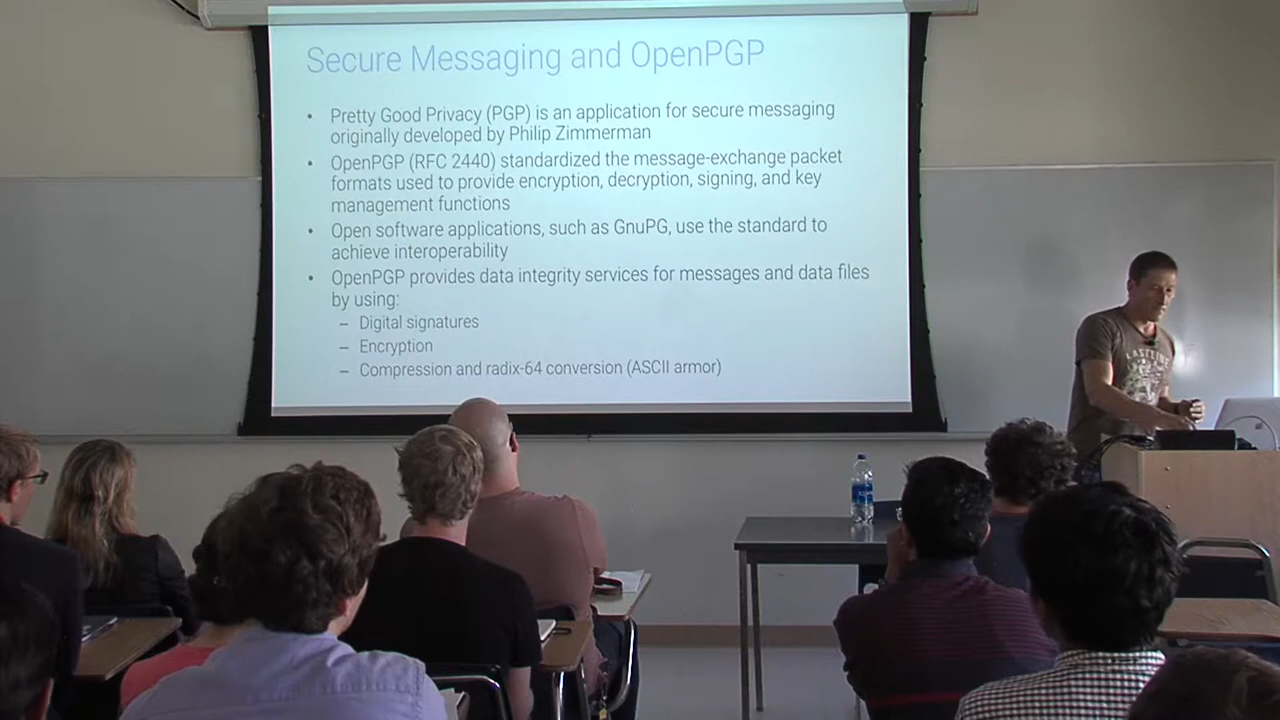 Secure Messaging and OpenPGP
• Pretty Good Privacy (PGP) is an application for secure messaging
originally developed by Philip Zimmerman
• OpenPGP (RFC 2440) standardized the message-exchange packet
formats used to provide encryption, decryption, signing, and key
management functions
• Open software applications, such as GnuPG, use the standard to
achieve interoperability
• OpenPGP provides data integrity services for messages and data files
by using:
– Digital signatures
– Encryption
– Compression and radix-64 conversion (ASCII armor)
LASTLINE